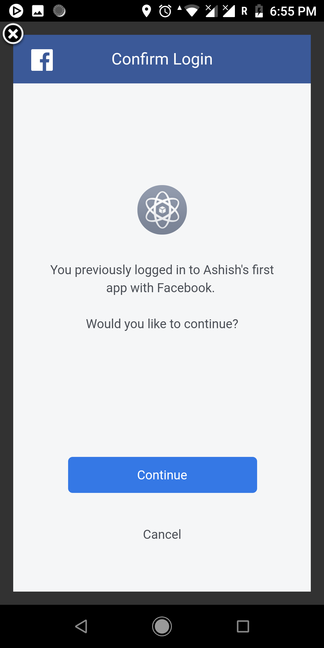 R 6:55 PM
Confirm Login
You previously logged in to Ashish's first
app with Facebook.
Would you like to continue?
Continue
Cancel